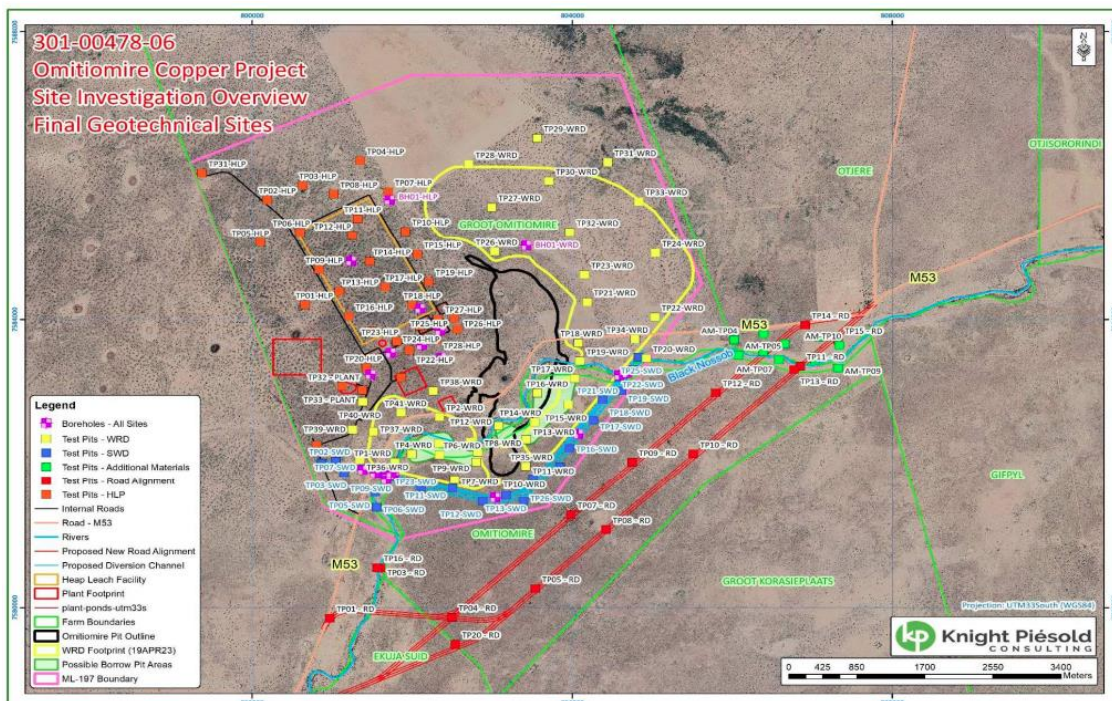 800000
804000
808000
7588000
7584000
7580000
301-00478-06
Omitiomire Copper Project
Site Investigation Overview
Final Geotechnical Sites
N
TP29-WRD
TP31-HLP
TP04-HLP
TP28-WRD
TP31-WRD
TP30-WRD
TP03-HLP
TP02-HLP
TP08-HLP
TP07-HLP
BH01-HLP
TP27-WRD
TP33-WRD
TP11-HLP
TP06-HLP
TP12-HLP
TP05-HLP
TP10-HLP
GROOT OMITIOMIRE
TP32-WRD
TP26-WRD
BH01-WRD
TP24-WRD
TP14-HLP
TP15-HLP
TP09-HLP
TP23-WRD
TP13-HLP
TP17-HLP
TP19-HLP
TP01-HLP
TP16-HLP
TP18-HLP
TP21-WRD
TP22-WRD
TP27-HLP
TP25-HLP
TP26-HLP
TP23-HLP
TP24-HLP
TP28-HLP
TP22-HLP
TP20-HLP
TP18-WRD
TP34-WRD
TP19-WRD
TP20-WRD
TP17-WRD
TP25-SWD
TP16-WRD
TP22-SWD
TP21-SWD
TP19-SWD
TP18-SWD
TP17-SWD
TP32-PLANT
TP33-PLANT
TP38-WRD
TP41-WRD
TP40-WRD
TP2-WRD
TP14-WRD
TP15-WRD
TP12-WRD
TP13-WRD
TP39-WRD
TP37-WRD
TP4-WRD
TP6-WRD
TP8-WRD
TP16-SWD
TP02-SWD
TP1-WRD
TP9-WRD
TP35-WRD
TP07-SWD
TP36-WRD
TP11-WRD
TP03-SWD
TP09-SWD
TP23-SWD
TP7-WRD
TP10-WRD
TP05-SWD
TP06-SWD
TP11-SWD
TP12-SWD
TP13-SWD
TP26-SWD
OTJISORORINDI
OTJERE
M53
M53
TP14 - RD
AM-TP04
AM-TP10
TP15 - RD
AM-TP05
Black Nossob
AM-TP07
TP11 - RD
AM-TP09
TP13 - RD
TP12 - RD
TP10 - RD
TP09 - RD
GIFPYL
TP07 - RD
TP08 - RD
OMITIOMIRE
M53
TP16 - RD
TP03 - RD
TP05 - RD
GROOT KORASIEPLAATS
TP01 - RD
TP04 - RD
TP20 - RD
EKUJA SUID
Legend
Boreholes - All Sites
Test Pits - WRD
Test Pits - SWD
Test Pits - Additional Materials
Test Pits - Road Alignment
Test Pits - HLP
Internal Roads
Road - M53
Rivers
Proposed New Road Alignment
Proposed Diversion Channel
Heap Leach Facility
Plant Footprint
plant-ponds-utm33s
Farm Boundaries
Omitiomire Pit Outline
WRD Footprint (19APR23)
Possible Borrow Pit Areas
ML-197 Boundary
Projection: UTM33South (WGS84)
kp Knight Piésold
CONSULTING
0 425 850 1700 2550 3400
Meters
800000
804000
808000